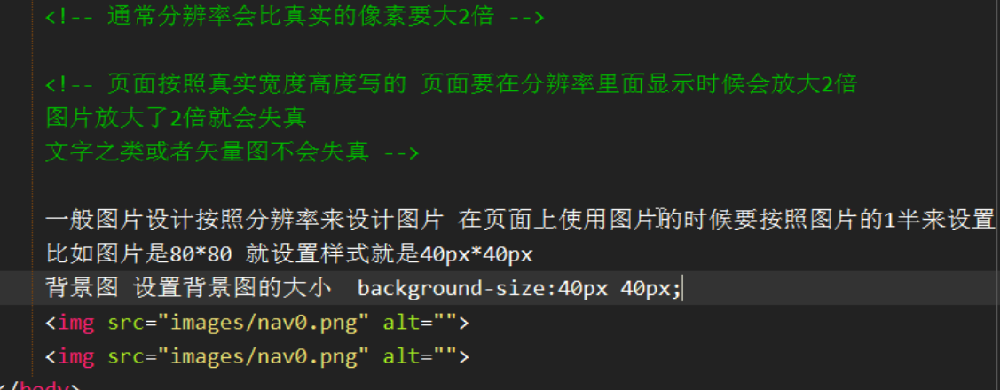 <!-- 通常分辨率会比真实的像素要大2倍 -->
<!-- 页面按照真实宽度高度写的 页面要在分辨率里面显示时候会放大2倍
图片放大了2倍就会失真
文字之类或者矢量图不会失真 -->
一般图片设计按照分辨率来设计图片 在页面上使用图片的时候要按照图片的1半来设置
比如图片是80*80 就设置样式就是40px*40px
背景图 设置背景图的大小  background-size:40px 40px;
<img src="images/nav0.png" alt="">
<img src="images/nav0.png" alt="">
</body>